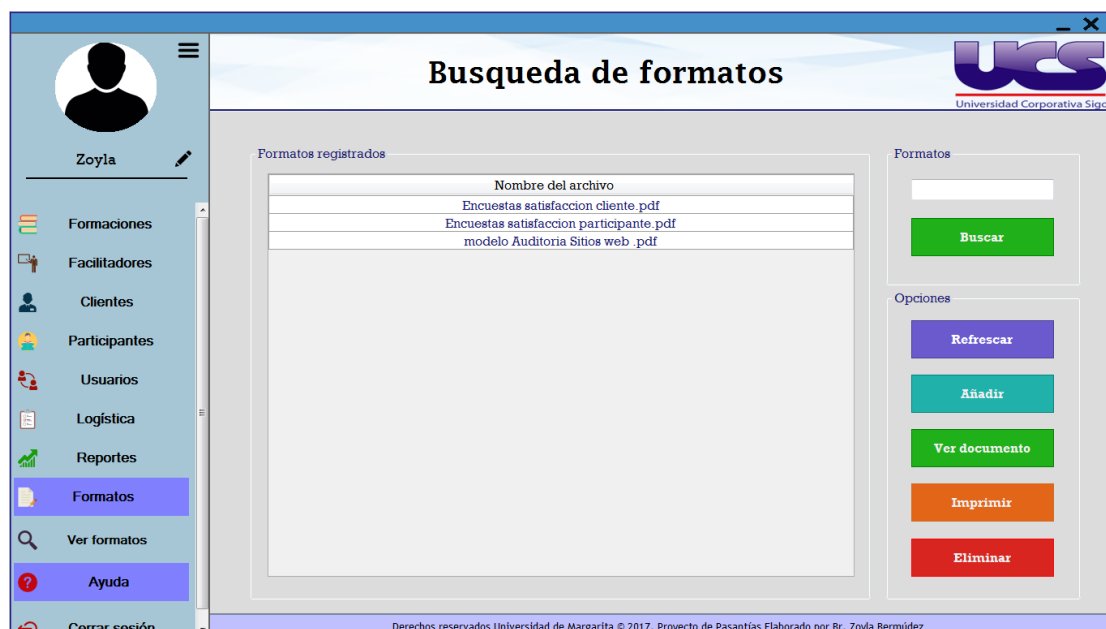 Busqueda de formatos
UCS
Universidad Corporativa Sigo
Zoyla
Formaciones
Facilitadores
Clientes
Participantes
Usuarios
Logística
Reportes
Formatos
Ver formatos
Ayuda
Cerrar sesión
Formatos registrados
Nombre del archivo
Encuestas satisfaccion cliente.pdf
Encuestas satisfaccion participante.pdf
modelo Auditoria Sitios web .pdf
Formatos
Buscar
Opciones
Refrescar
Añadir
Ver documento
Imprimir
Eliminar
Derechos reservados Universidad de Margarita © 2017. Proyecto de Pasantías Elaborado por Br. Zoyla Bermúdez